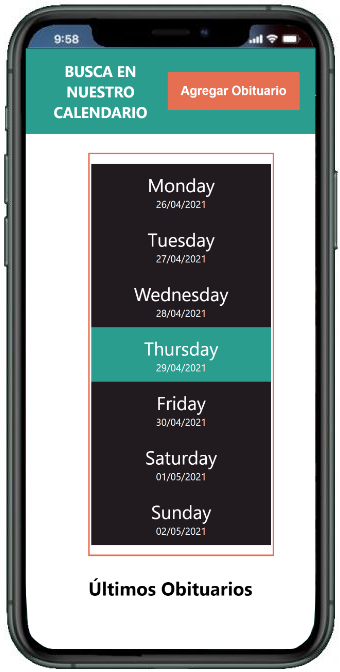 9:58
BUSCA EN
NUESTRO
CALENDARIO
Agregar Obituario
Monday
26/04/2021
Tuesday
27/04/2021
Wednesday
28/04/2021
Thursday
29/04/2021
Friday
30/04/2021
Saturday
01/05/2021
Sunday
02/05/2021
Últimos Obituarios